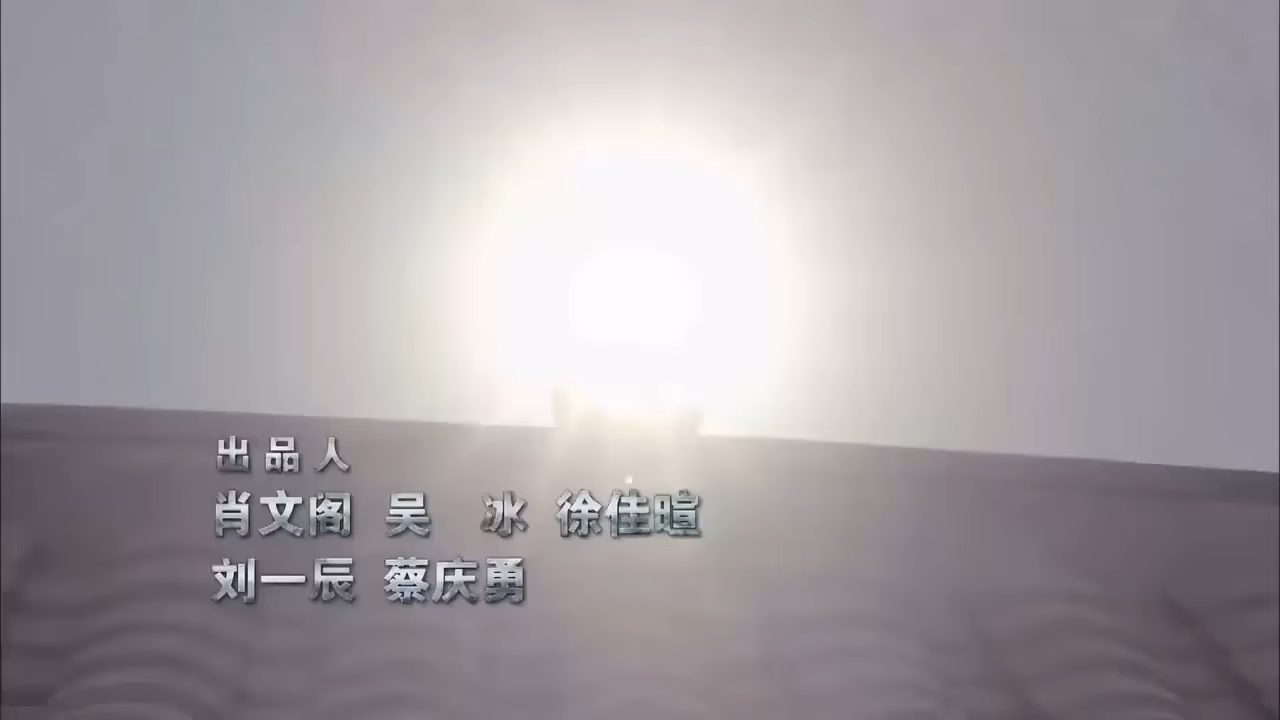 出品人
肖文阁 吴 冰 徐佳暄
刘一辰 蔡庆勇